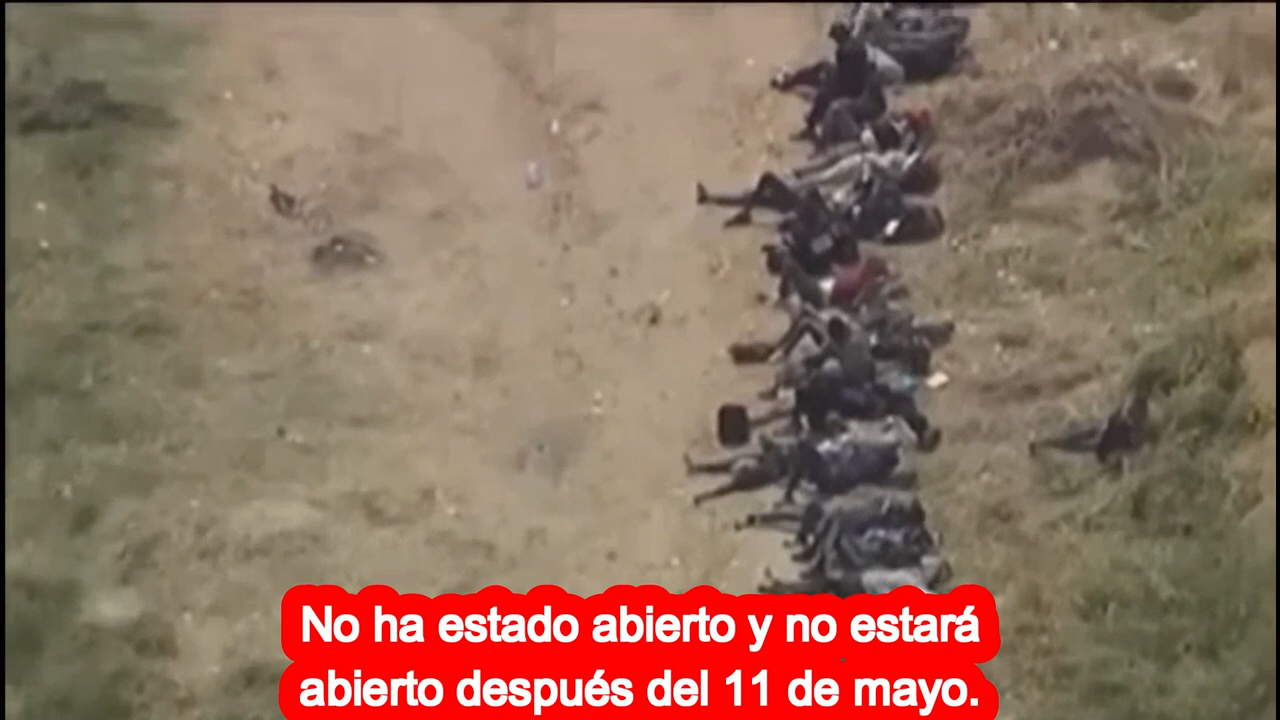 No ha estado abierto y no estará
abierto después del 11 de mayo.